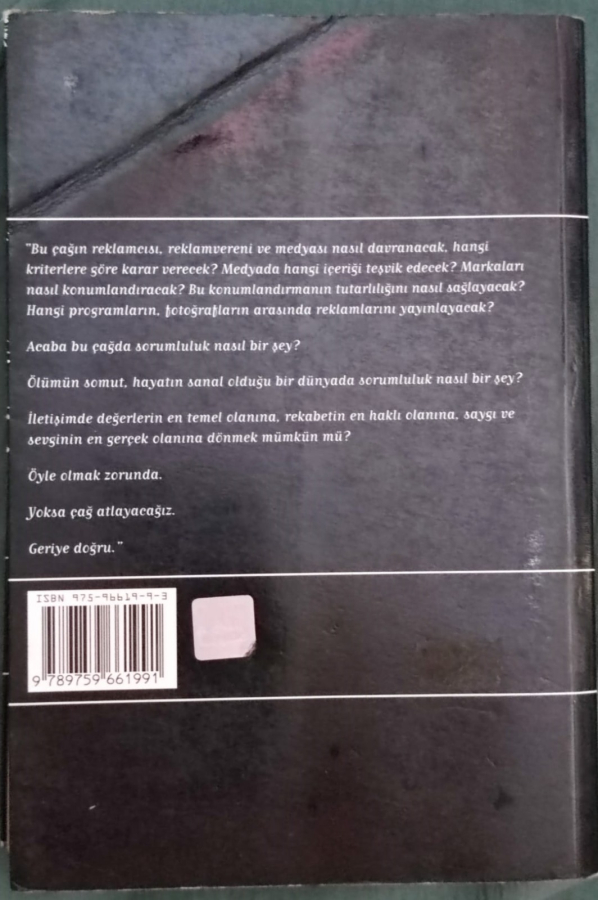 "Bu çağın reklamcısı, reklamvereni ve medyası nasıl davranacak, hangi
kriterlere göre karar verecek? Medyada hangi içeriği teşvik edecek? Markaları
nasıl konumlandıracak? Bu konumlandırmanın tutarlılığını nasıl sağlayacak?
Hangi programların, fotoğrafların arasında reklamlarını yayınlayacak?
Acaba bu çağda sorumluluk nasıl bir şey?
Ölümün somut, hayatın sanal olduğu bir dünyada sorumluluk nasıl bir şey?
İletişimde değerlerin en temel olanına, rekabetin en haklı olanına, saygı ve
sevginin en gerçek olanına dönmek mümkün mü?
Öyle olmak zorunda.
Yoksa çağ atlayacağız.
Geriye doğru."
ISBN 975-96619-9-3
9 789759 661991